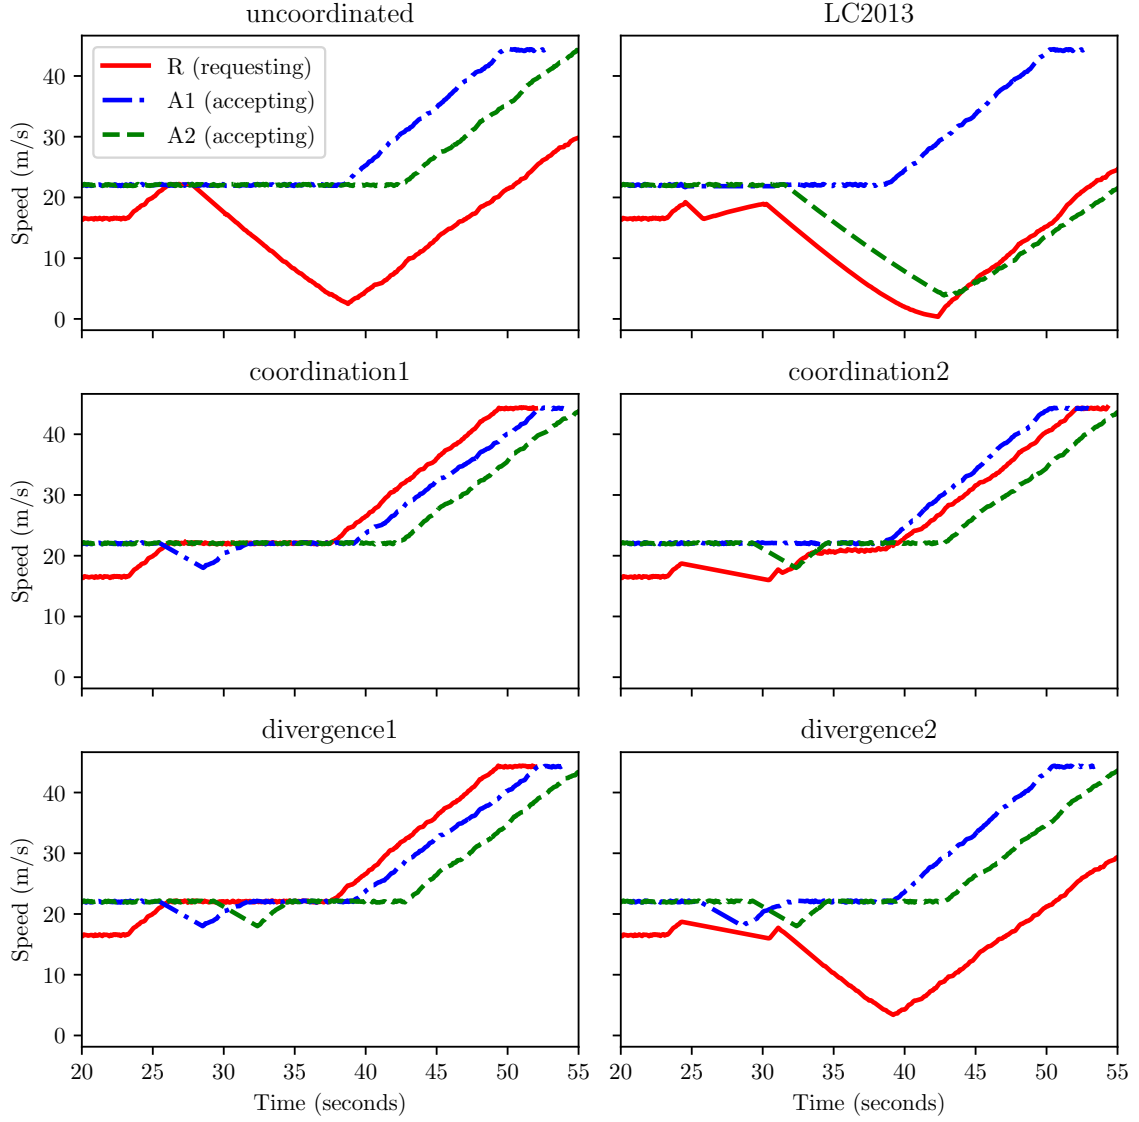 uncoordinated
LC2013
R (requesting)
A1 (accepting)
A2 (accepting)
Speed (m/s)
40
30
20
10
0
coordination1
coordination2
Speed (m/s)
40
30
20
10
0
divergence1
divergence2
Speed (m/s)
40
30
20
10
0
20 25 30 35 40 45 50 55
20 25 30 35 40 45 50 55
Time (seconds)
Time (seconds)